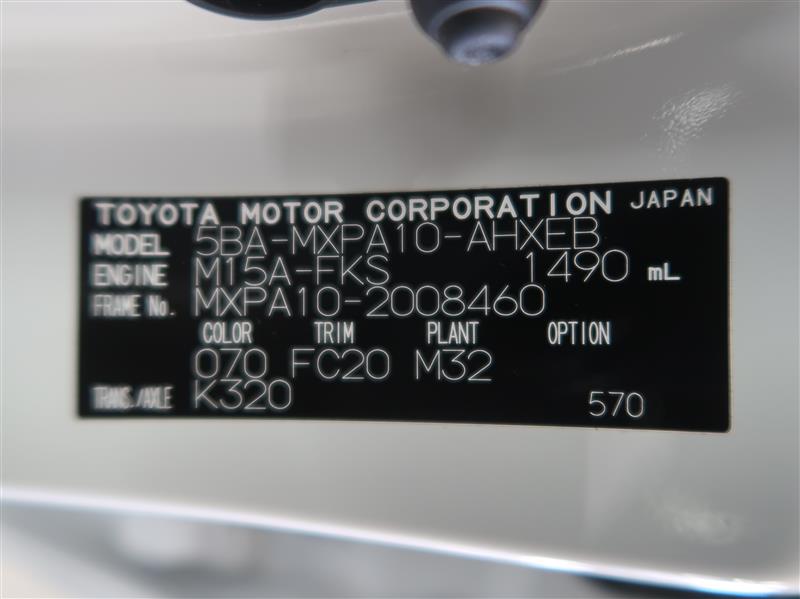 TOYOTA MOTOR CORPORATION JAPAN
MODEL 5BA-MXPA10-AHXEB
ENGINE M15A-FKS 1490 mL
FRAME No. MXPA10-2008460
COLOR TRIM PLANT OPTION
070 FC20 M32
TRANS./AXLE K320 570